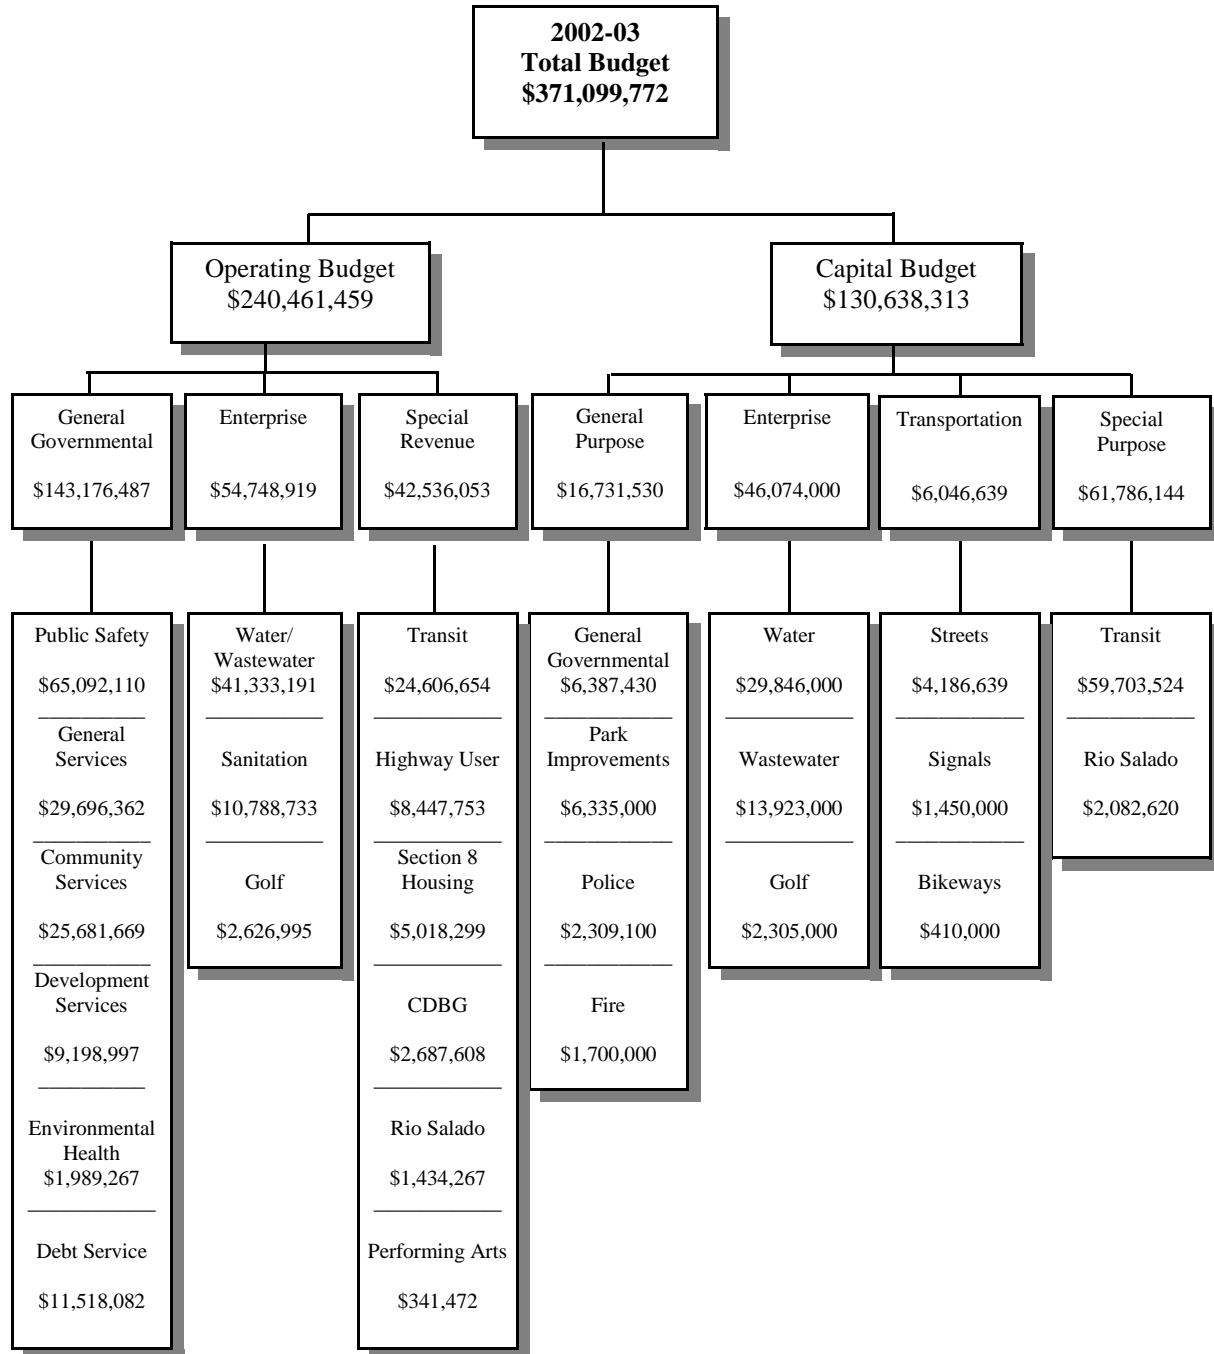 2002-03
Total Budget
$371,099,772
Operating Budget
$240,461,459
Capital Budget
$130,638,313
General
Governmental
$143,176,487
Enterprise
$54,748,919
Special
Revenue
$42,536,053
General
Purpose
$16,731,530
Enterprise
$46,074,000
Transportation
$6,046,639
Special
Purpose
$61,786,144
Public Safety
$65,092,110
General
Services
$29,696,362
Community
Services
$25,681,669
Development
Services
$9,198,997
Environmental
Health
$1,989,267
Debt Service
$11,518,082
Water/
Wastewater
$41,333,191
Sanitation
$10,788,733
Golf
$2,626,995
Transit
$24,606,654
Highway User
$8,447,753
Section 8
Housing
$5,018,299
CDBG
$2,687,608
Rio Salado
$1,434,267
Performing Arts
$341,472
General
Governmental
$6,387,430
Park
Improvements
$6,335,000
Police
$2,309,100
Fire
$1,700,000
Water
$29,846,000
Wastewater
$13,923,000
Golf
$2,305,000
Streets
$4,186,639
Signals
$1,450,000
Bikeways
$410,000
Transit
$59,703,524
Rio Salado
$2,082,620